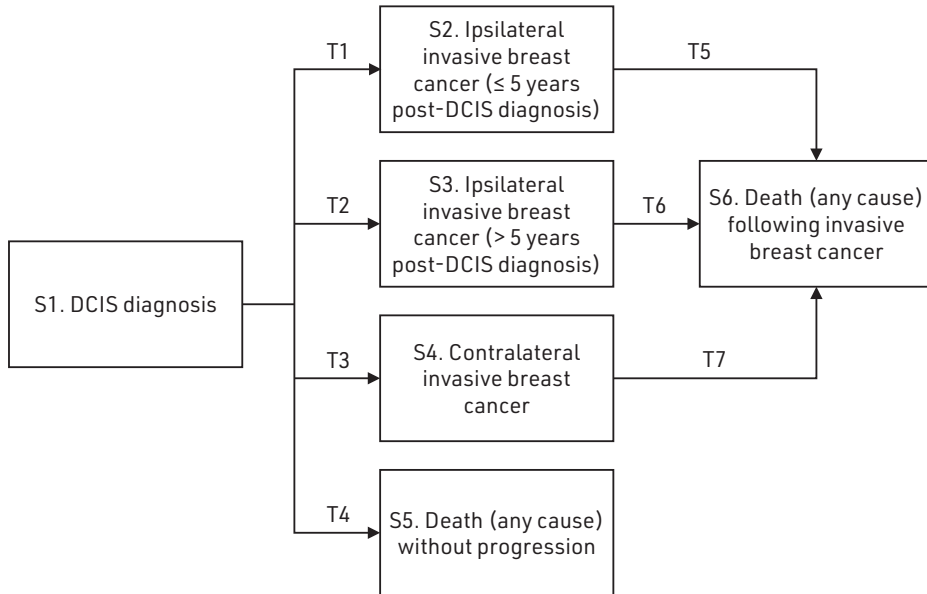 S1. DCIS diagnosis
T1
S2. Ipsilateral
invasive breast
cancer (≤ 5 years
post-DCIS diagnosis)
T5
T2
S3. Ipsilateral
invasive breast
cancer (> 5 years
post-DCIS diagnosis)
T6
S6. Death (any cause)
following invasive
breast cancer
T3
S4. Contralateral
invasive breast
cancer
T7
T4
S5. Death (any cause)
without progression